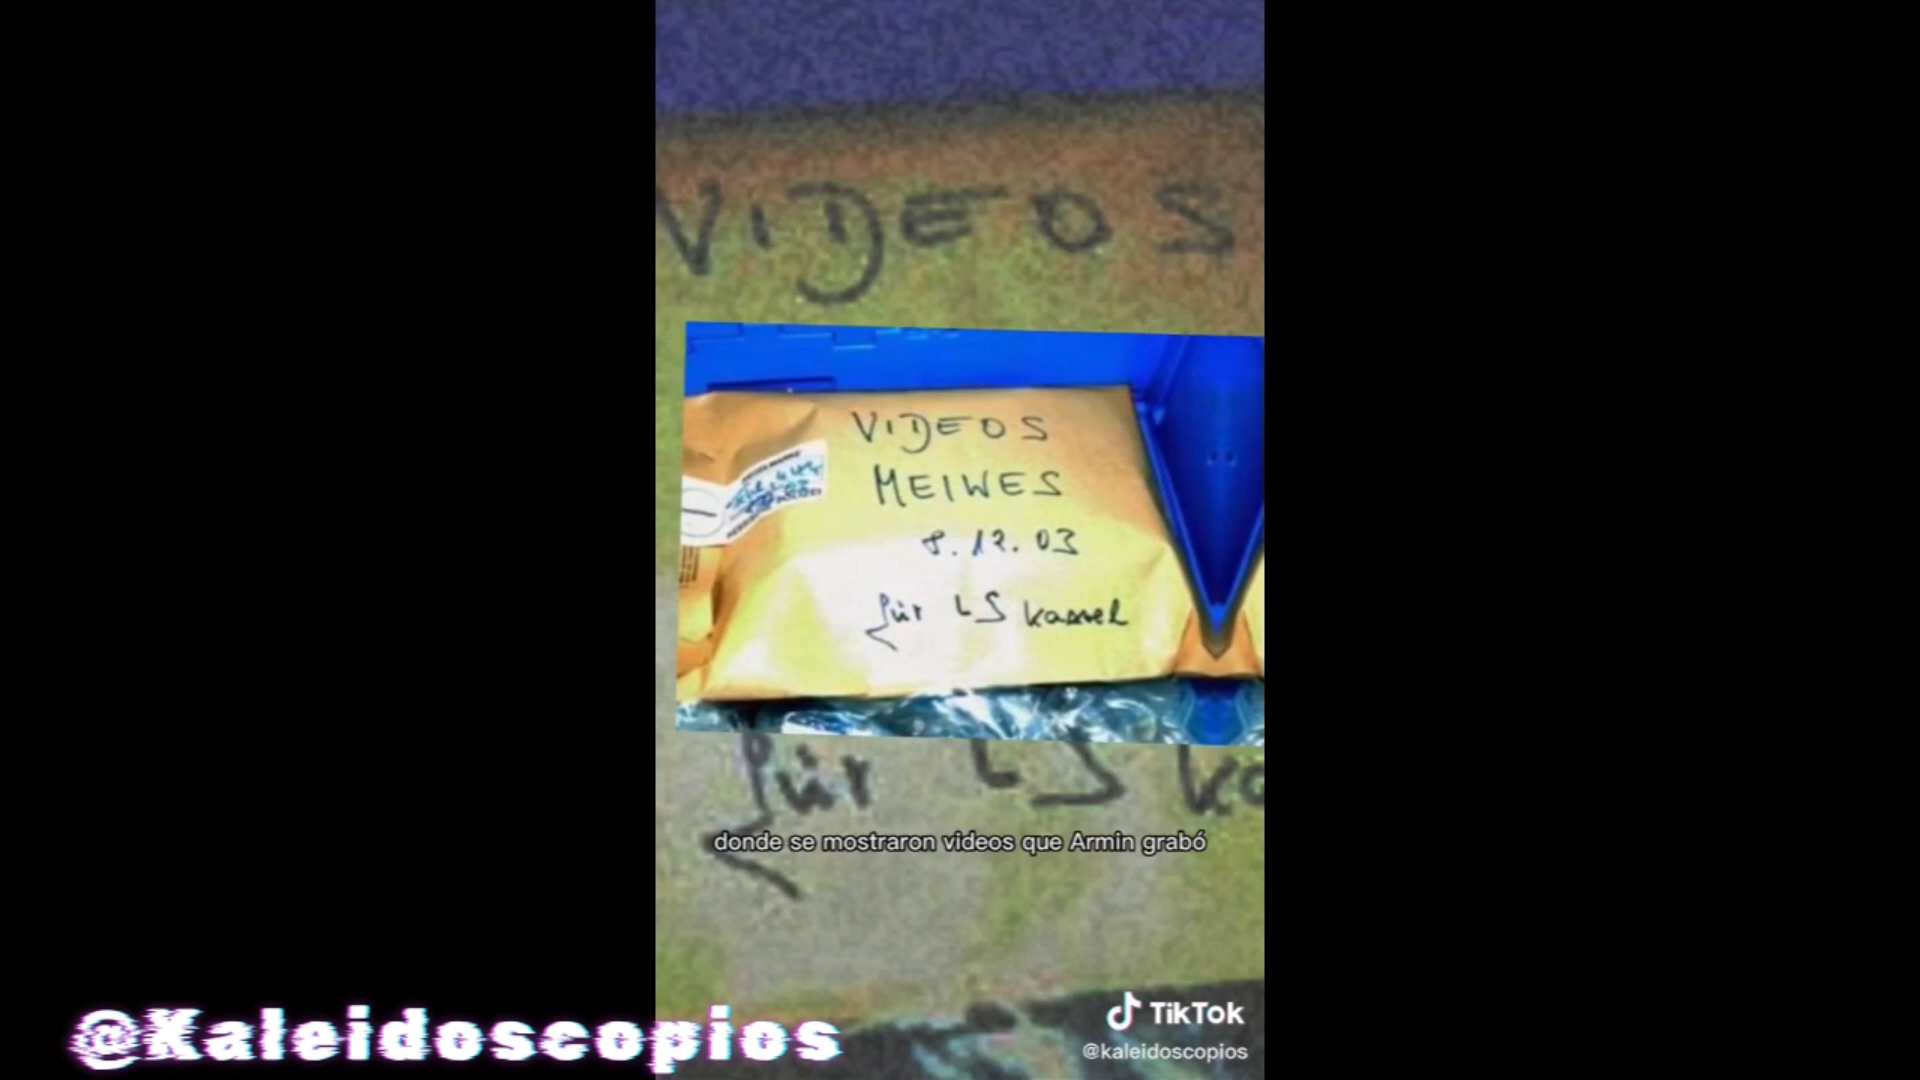 VIDEOS
VIDEOS
MEIWES
8.12.03
für LS Kassel
für LS Ka
donde se mostraron videos que Armin grabó
TikTok
@kaleidoscopios
@Kaleidoscopios